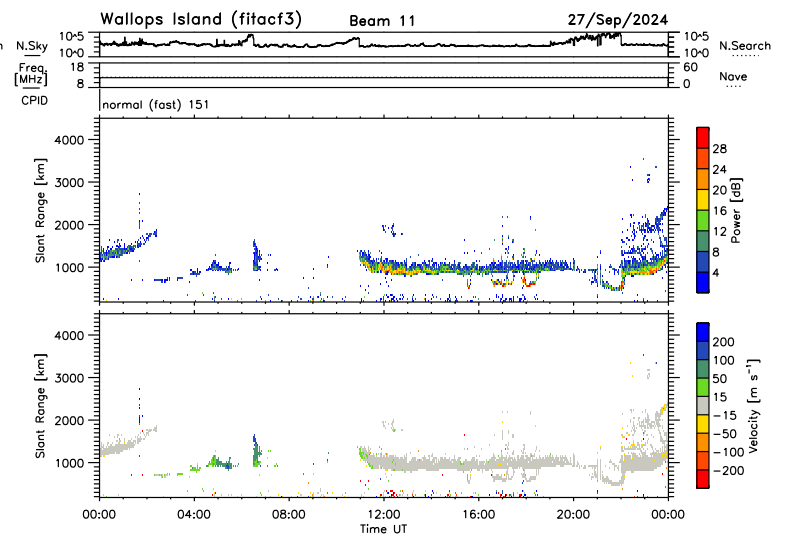 Wallops Island (fitacf3) Beam 11 27/Sep/2024
n N.Sky 10^5 10^0 10^5 10^0 N.Search
Freq. [MHz] 18 8 60 0 Nave
CPID normal (fast) 151
Slant Range [km] 4000 3000 2000 1000
28 24 20 16 12 8 4 Power [dB]
Slant Range [km] 4000 3000 2000 1000
200 100 50 15 -15 -50 -100 -200 Velocity [m s^-1]
00:00 04:00 08:00 12:00 16:00 20:00 00:00
Time UT